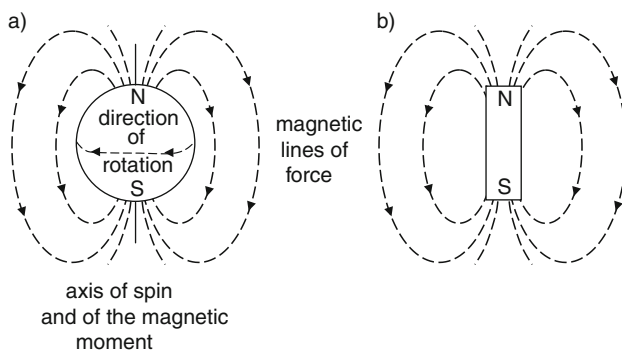 a)
N
direction
of
rotation
S
axis of spin
and of the magnetic
moment
magnetic
lines of
force
b)
N
S